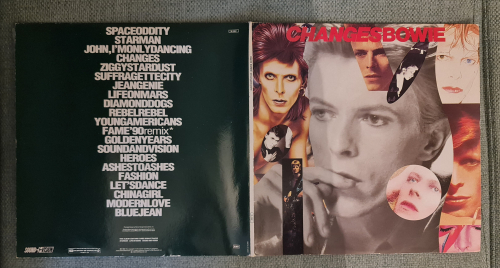 SPACEODDITY
STARMAN
JOHN,I'MONLYDANCING
CHANGES
ZIGGYSTARDUST
SUFFRAGETTECITY
JEANGENIE
LIFEONMARS
DIAMONDDOGS
REBELREBEL
YOUNGAMERICANS
FAME'90remix*
GOLDENYEARS
SOUNDANDVISION
HEROES
ASHESTOASHES
FASHION
LET'SDANCE
CHINAGIRL
MODERNLOVE
BLUEJEAN
CHANGESBOWIE